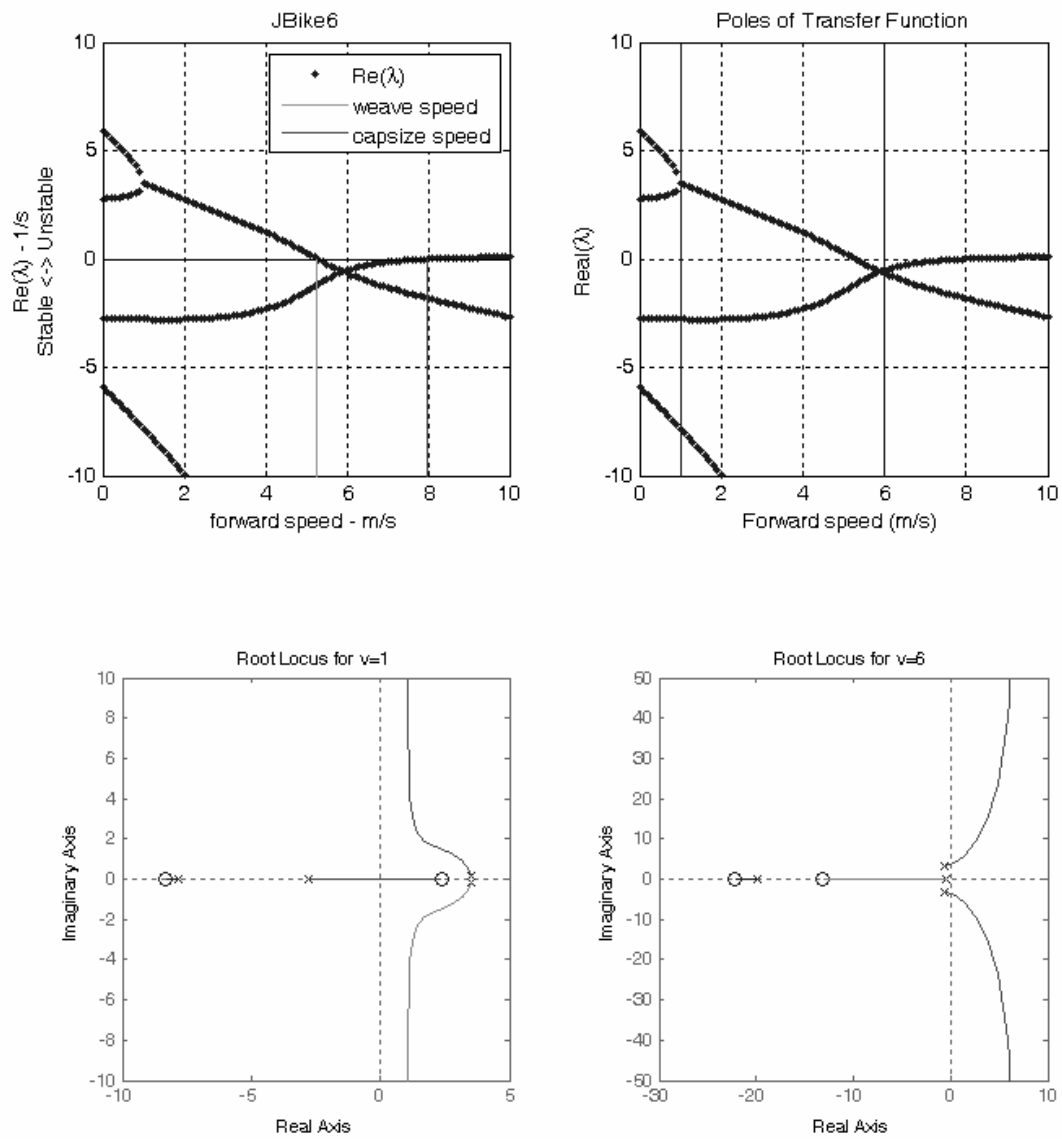 JBike6
10
5
0
-5
-10
Re(λ) - 1/s
Stable <-> Unstable
Re(λ)
weave speed
capsize speed
0 2 4 6 8 10
forward speed - m/s
Poles of Transfer Function
10
5
0
-5
-10
Real(λ)
0 2 4 6 8 10
Forward speed (m/s)
Root Locus for v=1
10
8
6
4
2
0
-2
-4
-6
-8
-10
Imaginary Axis
-10 -5 0 5
Real Axis
Root Locus for v=6
50
40
30
20
10
0
-10
-20
-30
-40
-50
Imaginary Axis
-30 -20 -10 0 10
Real Axis